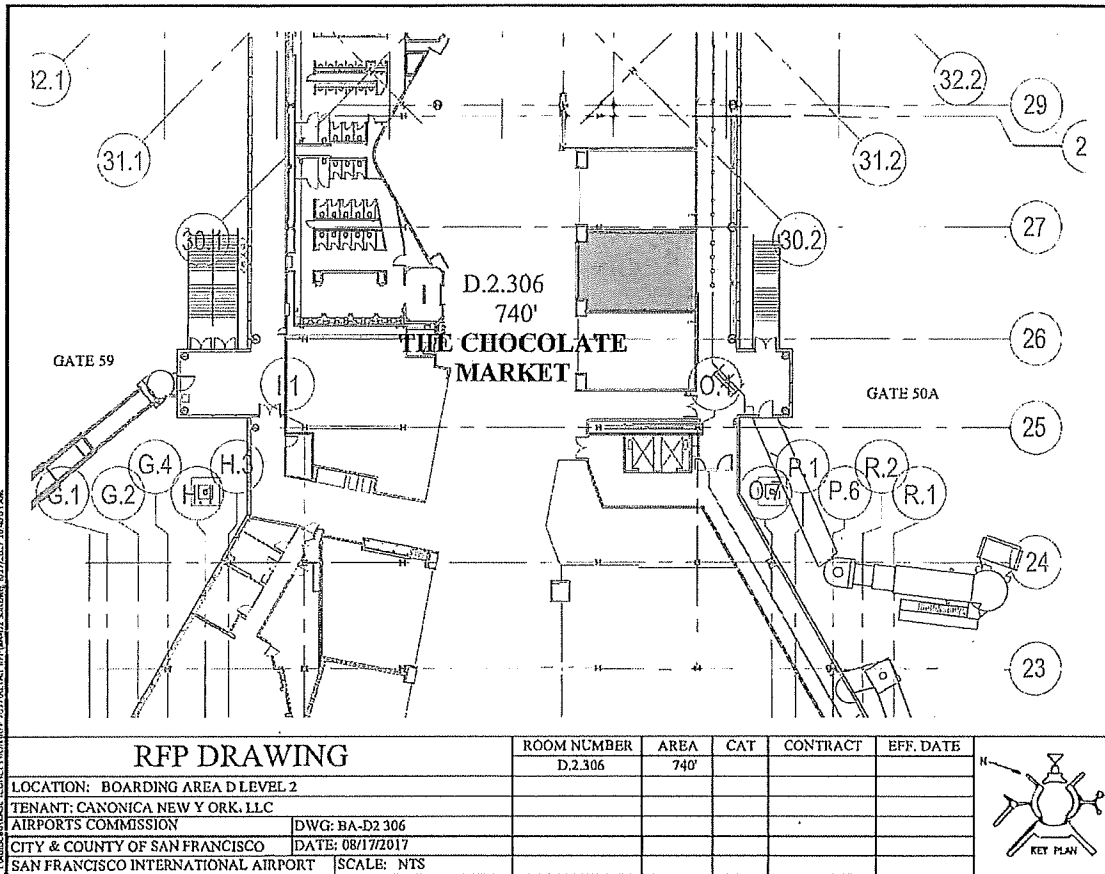 32.1
32.2
29
31.1
31.2
2
30.1
30.2
27
D.2.306
740'
THE CHOCOLATE
MARKET
26
GATE 59
GATE 50A
25
G.1
G.2
G.4
H.3
P.1
P.6
R.2
R.1
24
23
RFP DRAWING
ROOM NUMBER AREA CAT CONTRACT EFF. DATE
D.2.306 740'
LOCATION: BOARDING AREA D LEVEL 2
TENANT: CANONICA NEW Y ORK, LLC
AIRPORTS COMMISSION DWG: BA-D2 306
CITY & COUNTY OF SAN FRANCISCO DATE: 08/17/2017
SAN FRANCISCO INTERNATIONAL AIRPORT SCALE: NTS
N
KEY PLAN